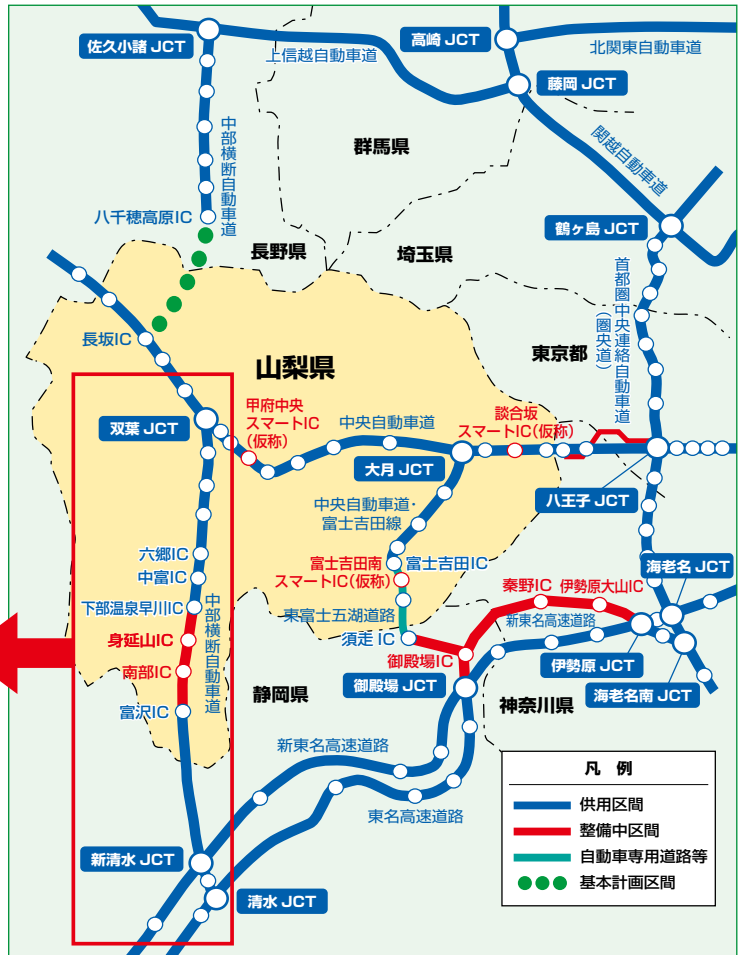 佐久小諸 JCT
上信越自動車道
高崎 JCT
北関東自動車道
藤岡 JCT
群馬県
関越自動車道
中部横断自動車道
八千穂高原IC
長野県
埼玉県
鶴ヶ島 JCT
首都圏中央連絡自動車道
(圏央道)
長坂IC
山梨県
東京都
双葉 JCT
甲府中央
スマートIC
(仮称)
中央自動車道
談合坂
スマートIC(仮称)
大月 JCT
八王子 JCT
中央自動車道・
富士吉田線
六郷IC
中富IC
富士吉田南
スマートIC(仮称)
富士吉田IC
海老名 JCT
下部温泉早川IC
中部横断自動車道
東富士五湖道路
秦野IC
伊勢原大山IC
新東名高速道路
身延山IC
須走 IC
御殿場IC
伊勢原 JCT
南部IC
静岡県
御殿場 JCT
神奈川県
海老名南 JCT
富沢IC
新東名高速道路
東名高速道路
新清水 JCT
清水 JCT
凡 例
供用区間
整備中区間
自動車専用道路等
基本計画区間